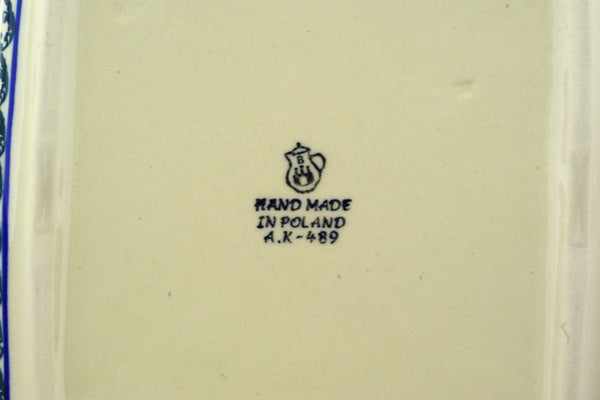 B
HAND MADE
IN POLAND
A.K-489